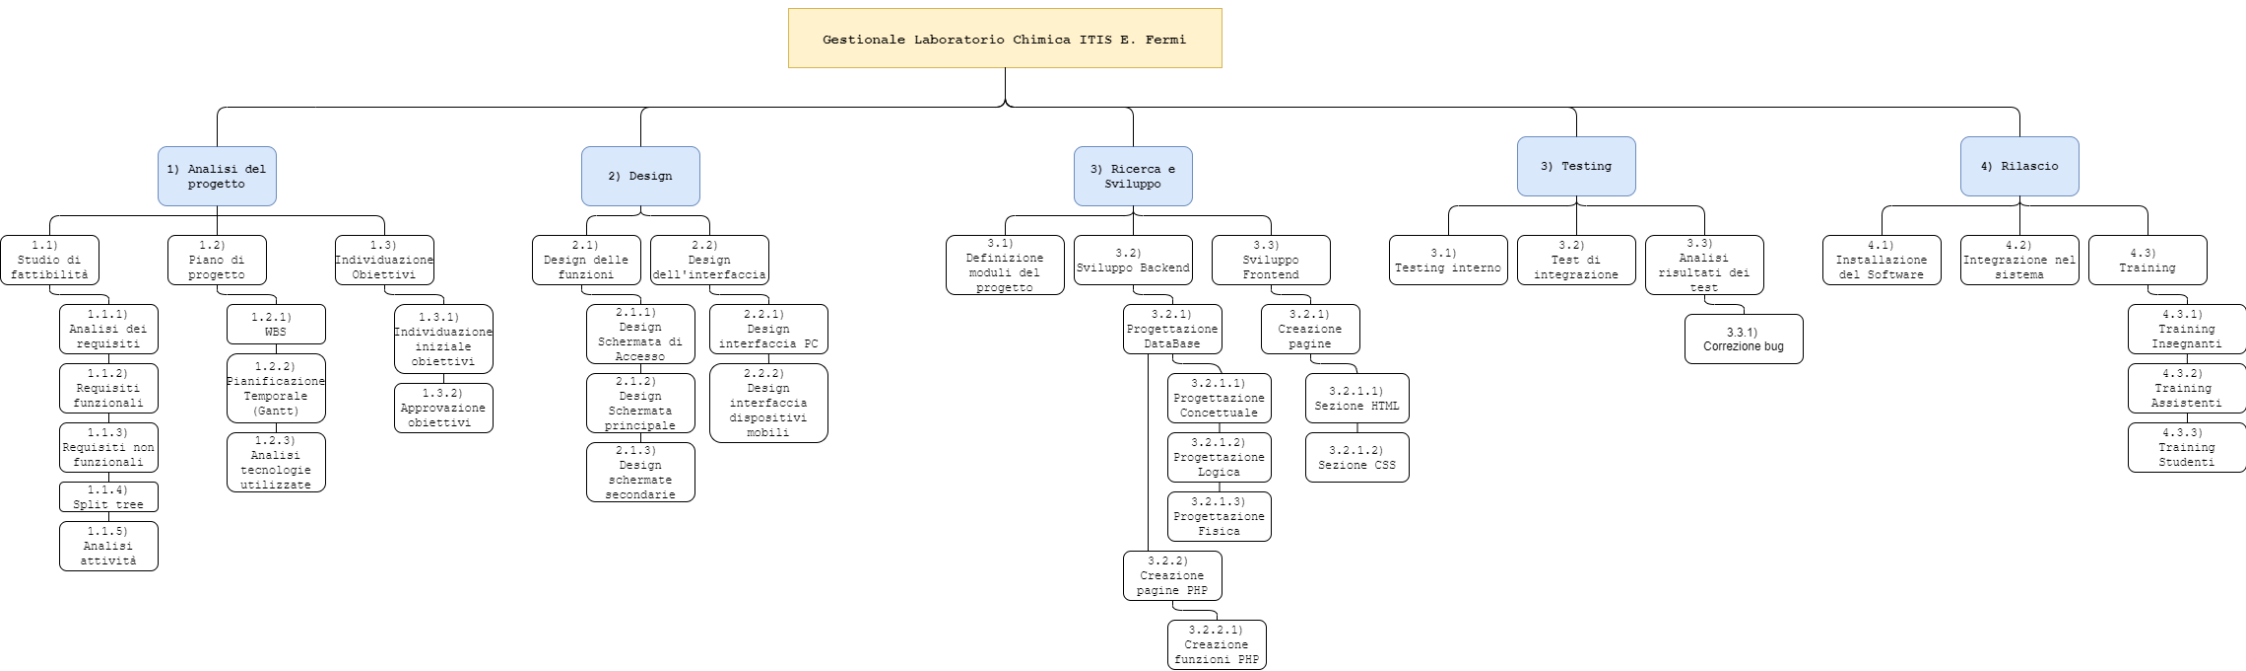 Gestionale Laboratorio Chimica ITIS E. Fermi
1) Analisi del
progetto
2) Design
3) Ricerca e
Sviluppo
3) Testing
4) Rilascio
1.1)
Studio di
fattibilità
1.2)
Piano di
progetto
1.3)
Individuazione
Obiettivi
2.1)
Design delle
funzioni
2.2)
Design
dell'interfaccia
3.1)
Definizione
moduli del
progetto
3.2)
Sviluppo Backend
3.3)
Sviluppo
Frontend
3.1)
Testing interno
3.2)
Test di
integrazione
3.3)
Analisi
risultati dei
test
4.1)
Installazione
del Software
4.2)
Integrazione nel
sistema
4.3)
Training
1.1.1)
Analisi dei
requisiti
1.1.2)
Requisiti
funzionali
1.1.3)
Requisiti non
funzionali
1.1.4)
Split tree
1.1.5)
Analisi
attività
1.2.1)
WBS
1.2.2)
Pianificazione
Temporale
(Gantt)
1.2.3)
Analisi
tecnologie
utilizzate
1.3.1)
Individuazione
iniziale
obiettivi
1.3.2)
Approvazione
obiettivi
2.1.1)
Design
Schermata di
Accesso
2.1.2)
Design
Schermata
principale
2.1.3)
Design
schermate
secondarie
2.2.1)
Design
interfaccia PC
2.2.2)
Design
interfaccia
dispositivi
mobili
3.2.1)
Progettazione
DataBase
3.2.1.1)
Progettazione
Concettuale
3.2.1.2)
Progettazione
Logica
3.2.1.3)
Progettazione
Fisica
3.2.2)
Creazione
pagine PHP
3.2.2.1)
Creazione
funzioni PHP
3.2.1)
Creazione
pagine
3.2.1.1)
Sezione HTML
3.2.1.2)
Sezione CSS
3.3.1)
Correzione bug
4.3.1)
Training
Insegnanti
4.3.2)
Training
Assistenti
4.3.3)
Training
Studenti